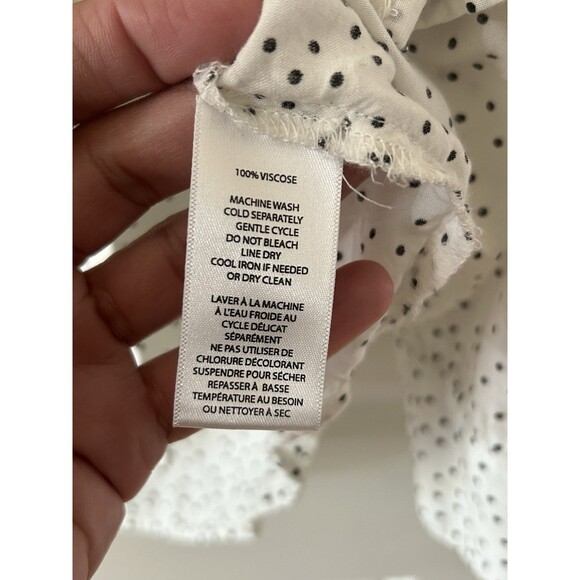 100% VISCOSE
MACHINE WASH
COLD SEPARATELY
GENTLE CYCLE
DO NOT BLEACH
LINE DRY
COOL IRON IF NEEDED
OR DRY CLEAN
LAVER À LA MACHINE
À L'EAU FROIDE AU
CYCLE DÉLICAT
SÉPARÉMENT
NE PAS UTILISER DE
CHLORURE DÉCOLORANT
SUSPENDRE POUR SÉCHER
REPASSER À BASSE
TEMPÉRATURE AU BESOIN
OU NETTOYER À SEC